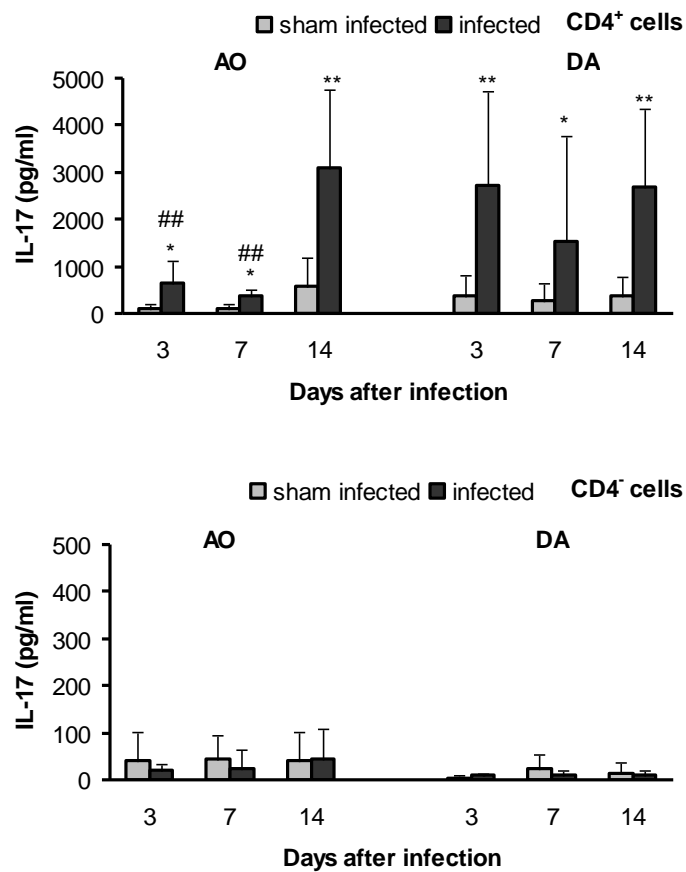 sham infected infected CD4⁺ cells
AO DA
IL-17 (pg/ml)
5000
4000
3000
2000
1000
0
## * ## * ** ** * **
3 7 14 3 7 14
Days after infection
sham infected infected CD4⁻ cells
AO DA
IL-17 (pg/ml)
500
400
300
200
100
0
3 7 14 3 7 14
Days after infection